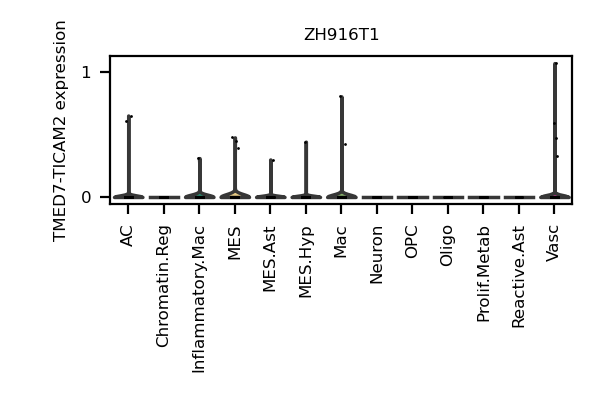 ZH916T1
TMED7-TICAM2 expression
1
0
AC
Chromatin.Reg
Inflammatory.Mac
MES
MES.Ast
MES.Hyp
Mac
Neuron
OPC
Oligo
Prolif.Metab
Reactive.Ast
Vasc